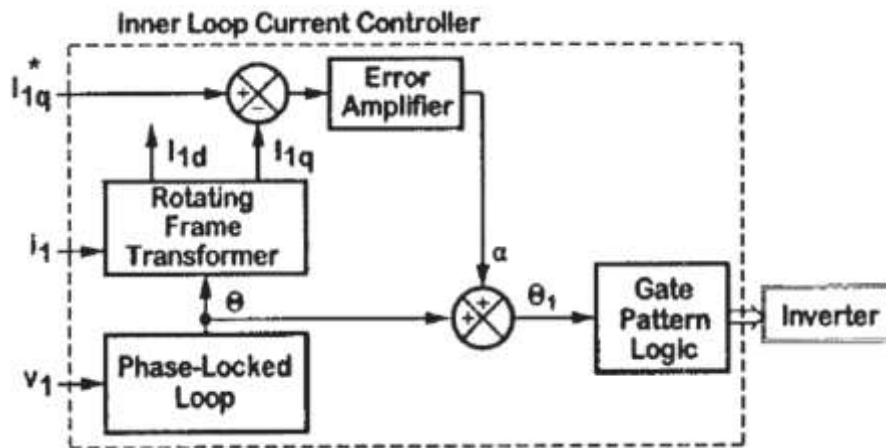 Inner Loop Current Controller
I*1q
+
−
Error
Amplifier
I1d
I1q
Rotating
Frame
Transformer
i1
α
Θ
+
+
Θ1
Gate
Pattern
Logic
Inverter
v1
Phase-Locked
Loop